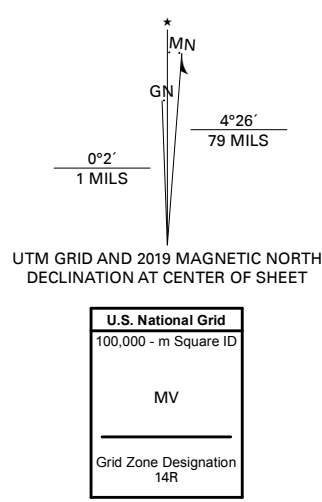 ★
MN
GN
4°26´
79 MILS
0°2´
1 MILS
UTM GRID AND 2019 MAGNETIC NORTH
DECLINATION AT CENTER OF SHEET
U.S. National Grid
100,000 - m Square ID
MV
Grid Zone Designation
14R